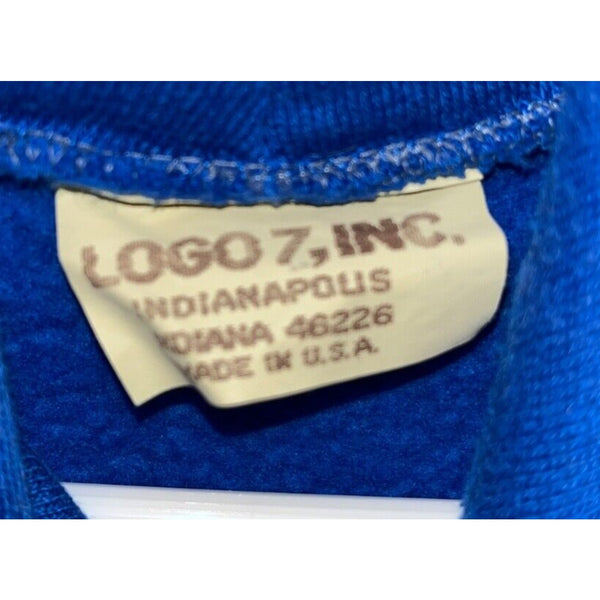 LOGO 7, INC.
INDIANAPOLIS
INDIANA 46226
MADE IN U.S.A.